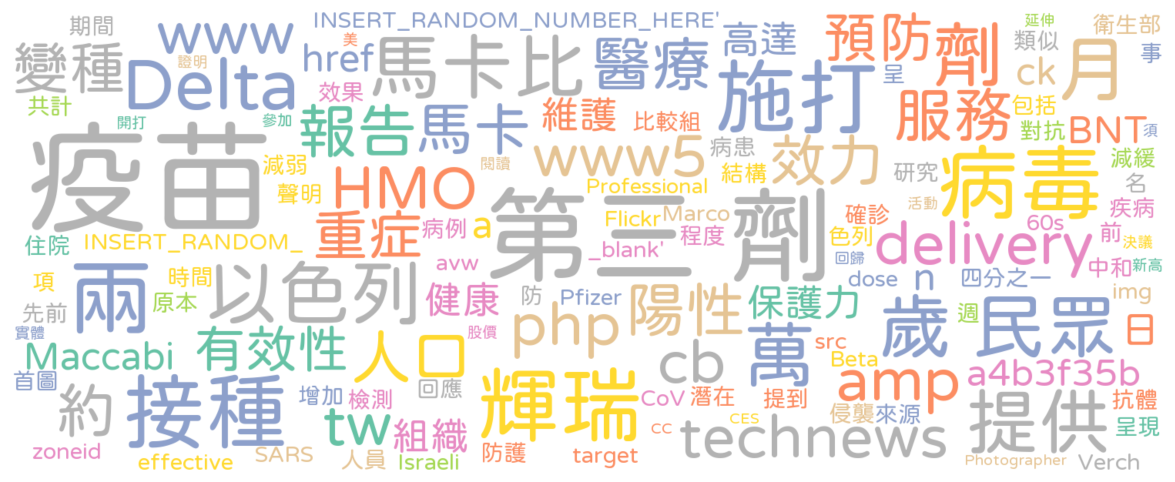 期間 www INSERT_RANDOM_NUMBER_HERE' 高達 預防 劑 延伸 衛生部
變種 證明 href 美 馬卡比 醫療 呈 類似 月 事
共計 Delta 效果 施打 服務 ck 包括
開打 參加 報告 馬卡 維護 比較組 對抗 BNT 須
疫苗 減弱 閱讀 www5 病患 效力 研究 病毒 減緩
聲明 HMO 第三劑 Professional 結構 活動 名
重症 病例 a Flickr Marco 確診 delivery 60s 疾病
住院 INSERT_RANDOM_ _blank' 程度 色列 前 決議
項 兩 時間 以色列 avw 回歸 dose n 四分之一 中和 新高
先前 原本 健康 防 Pfizer 陽性 保護力 週 img
實體 有效性 人口 股價 php 萬 src 歲 民眾 日
Maccabi 首圖 回應 cb Beta a4b3f35b
約 接種 增加 檢測 輝瑞 CoV 潛在 提到 amp 抗體
tw 組織 CC CES 侵襲 來源 提供 呈現
zoneid effective SARS 人員 Israeli 防護 target technews Photographer Verch